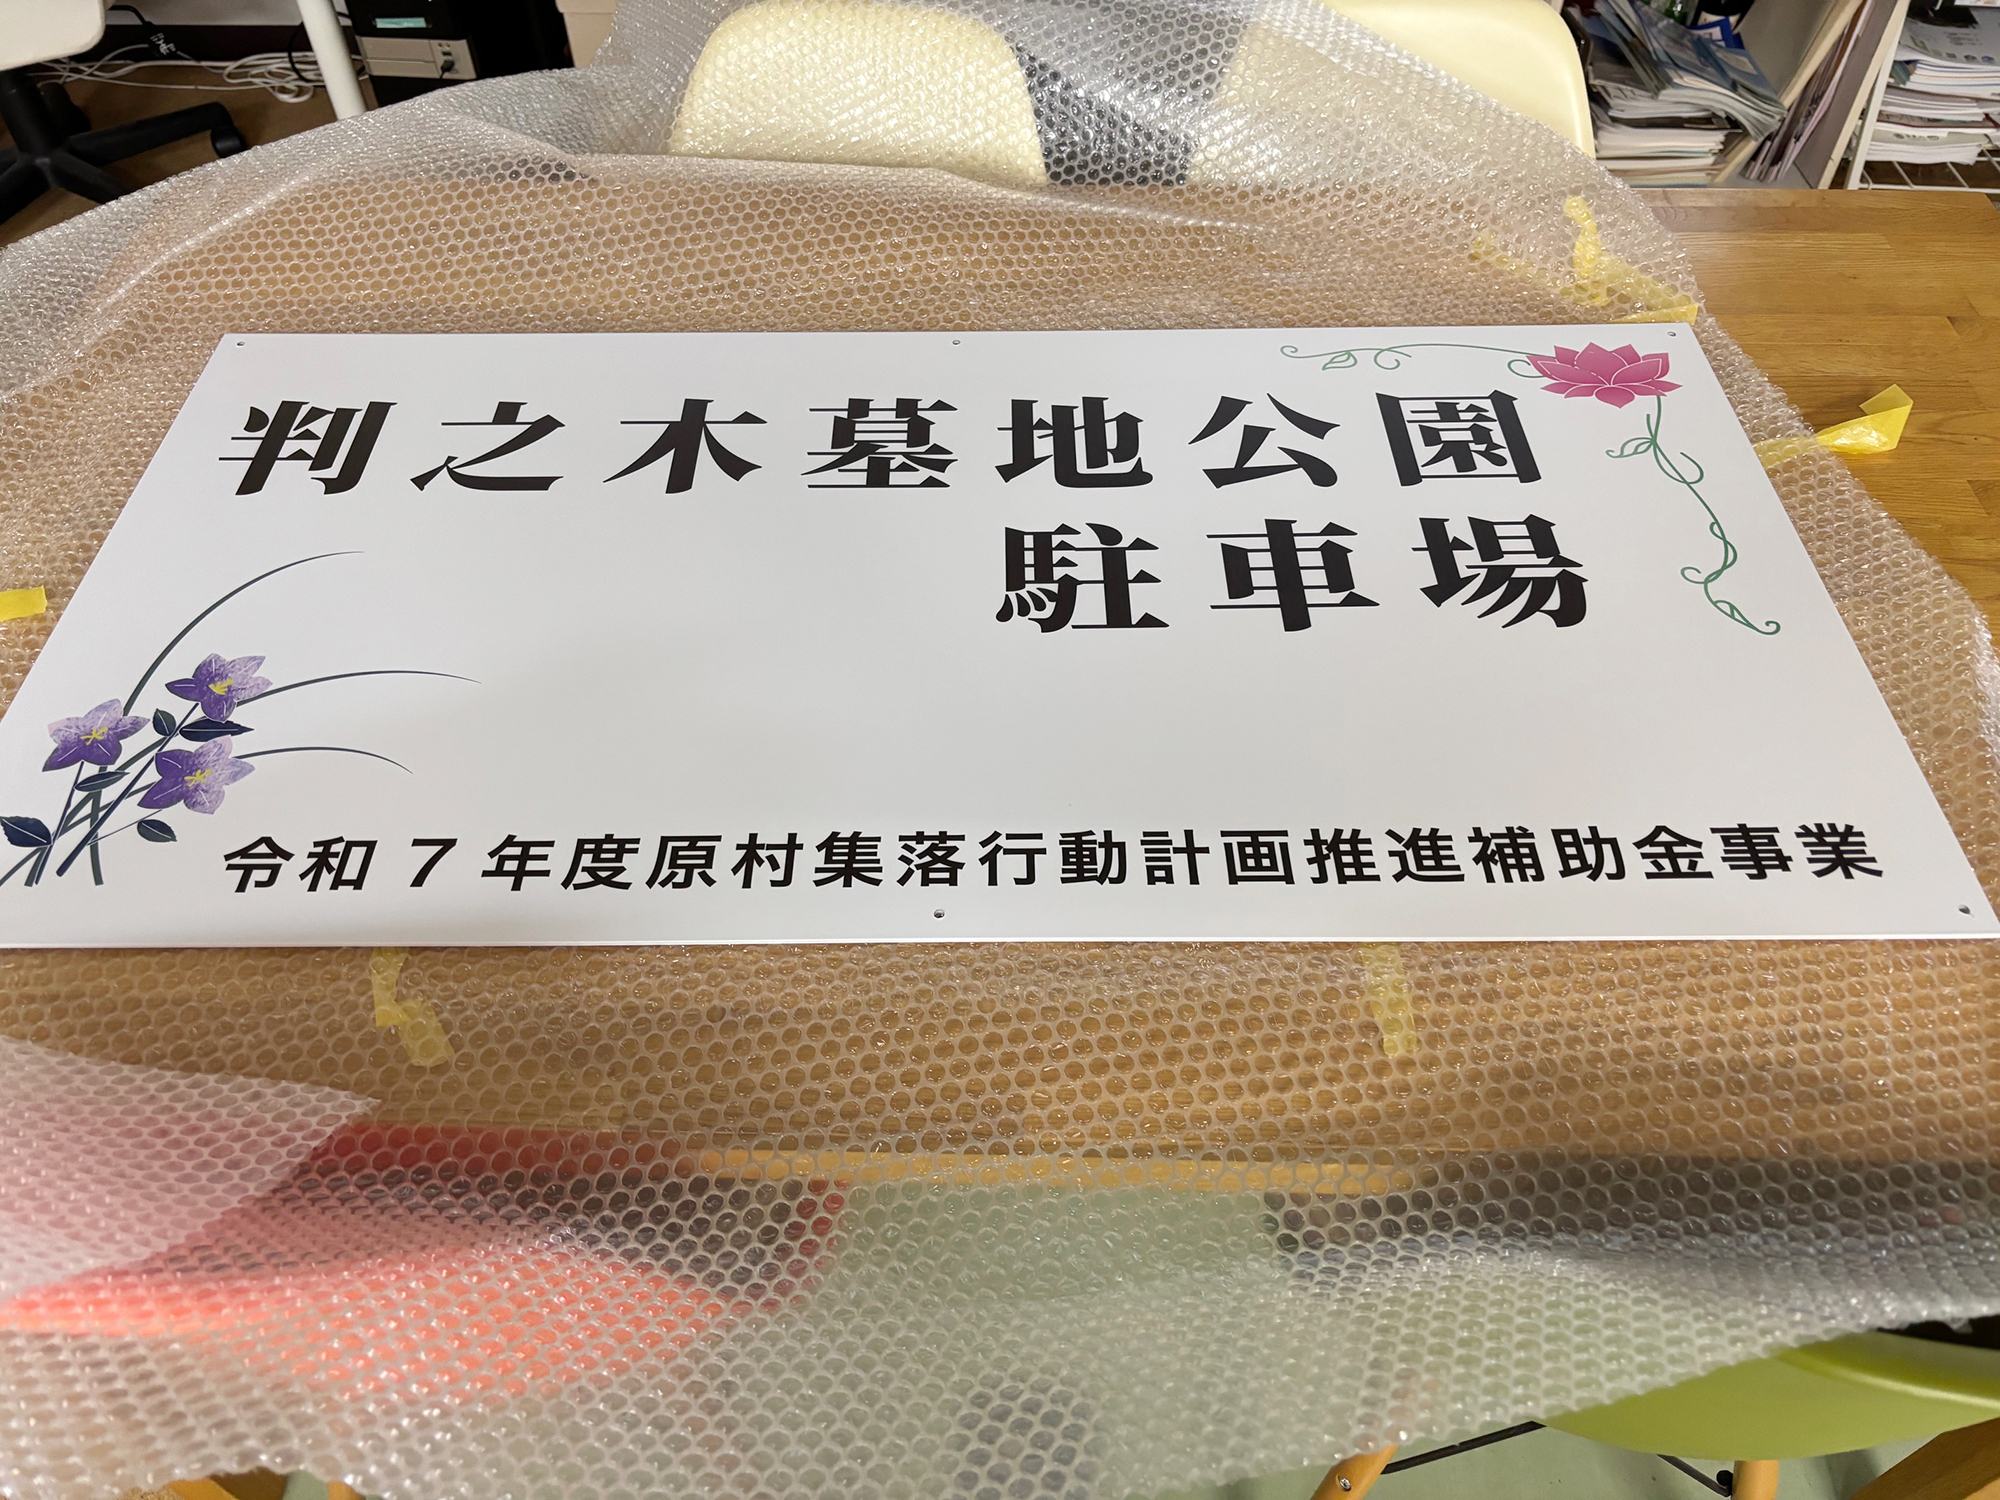 判之木墓地公園
駐車場
令和7年度原村集落行動計画推進補助金事業